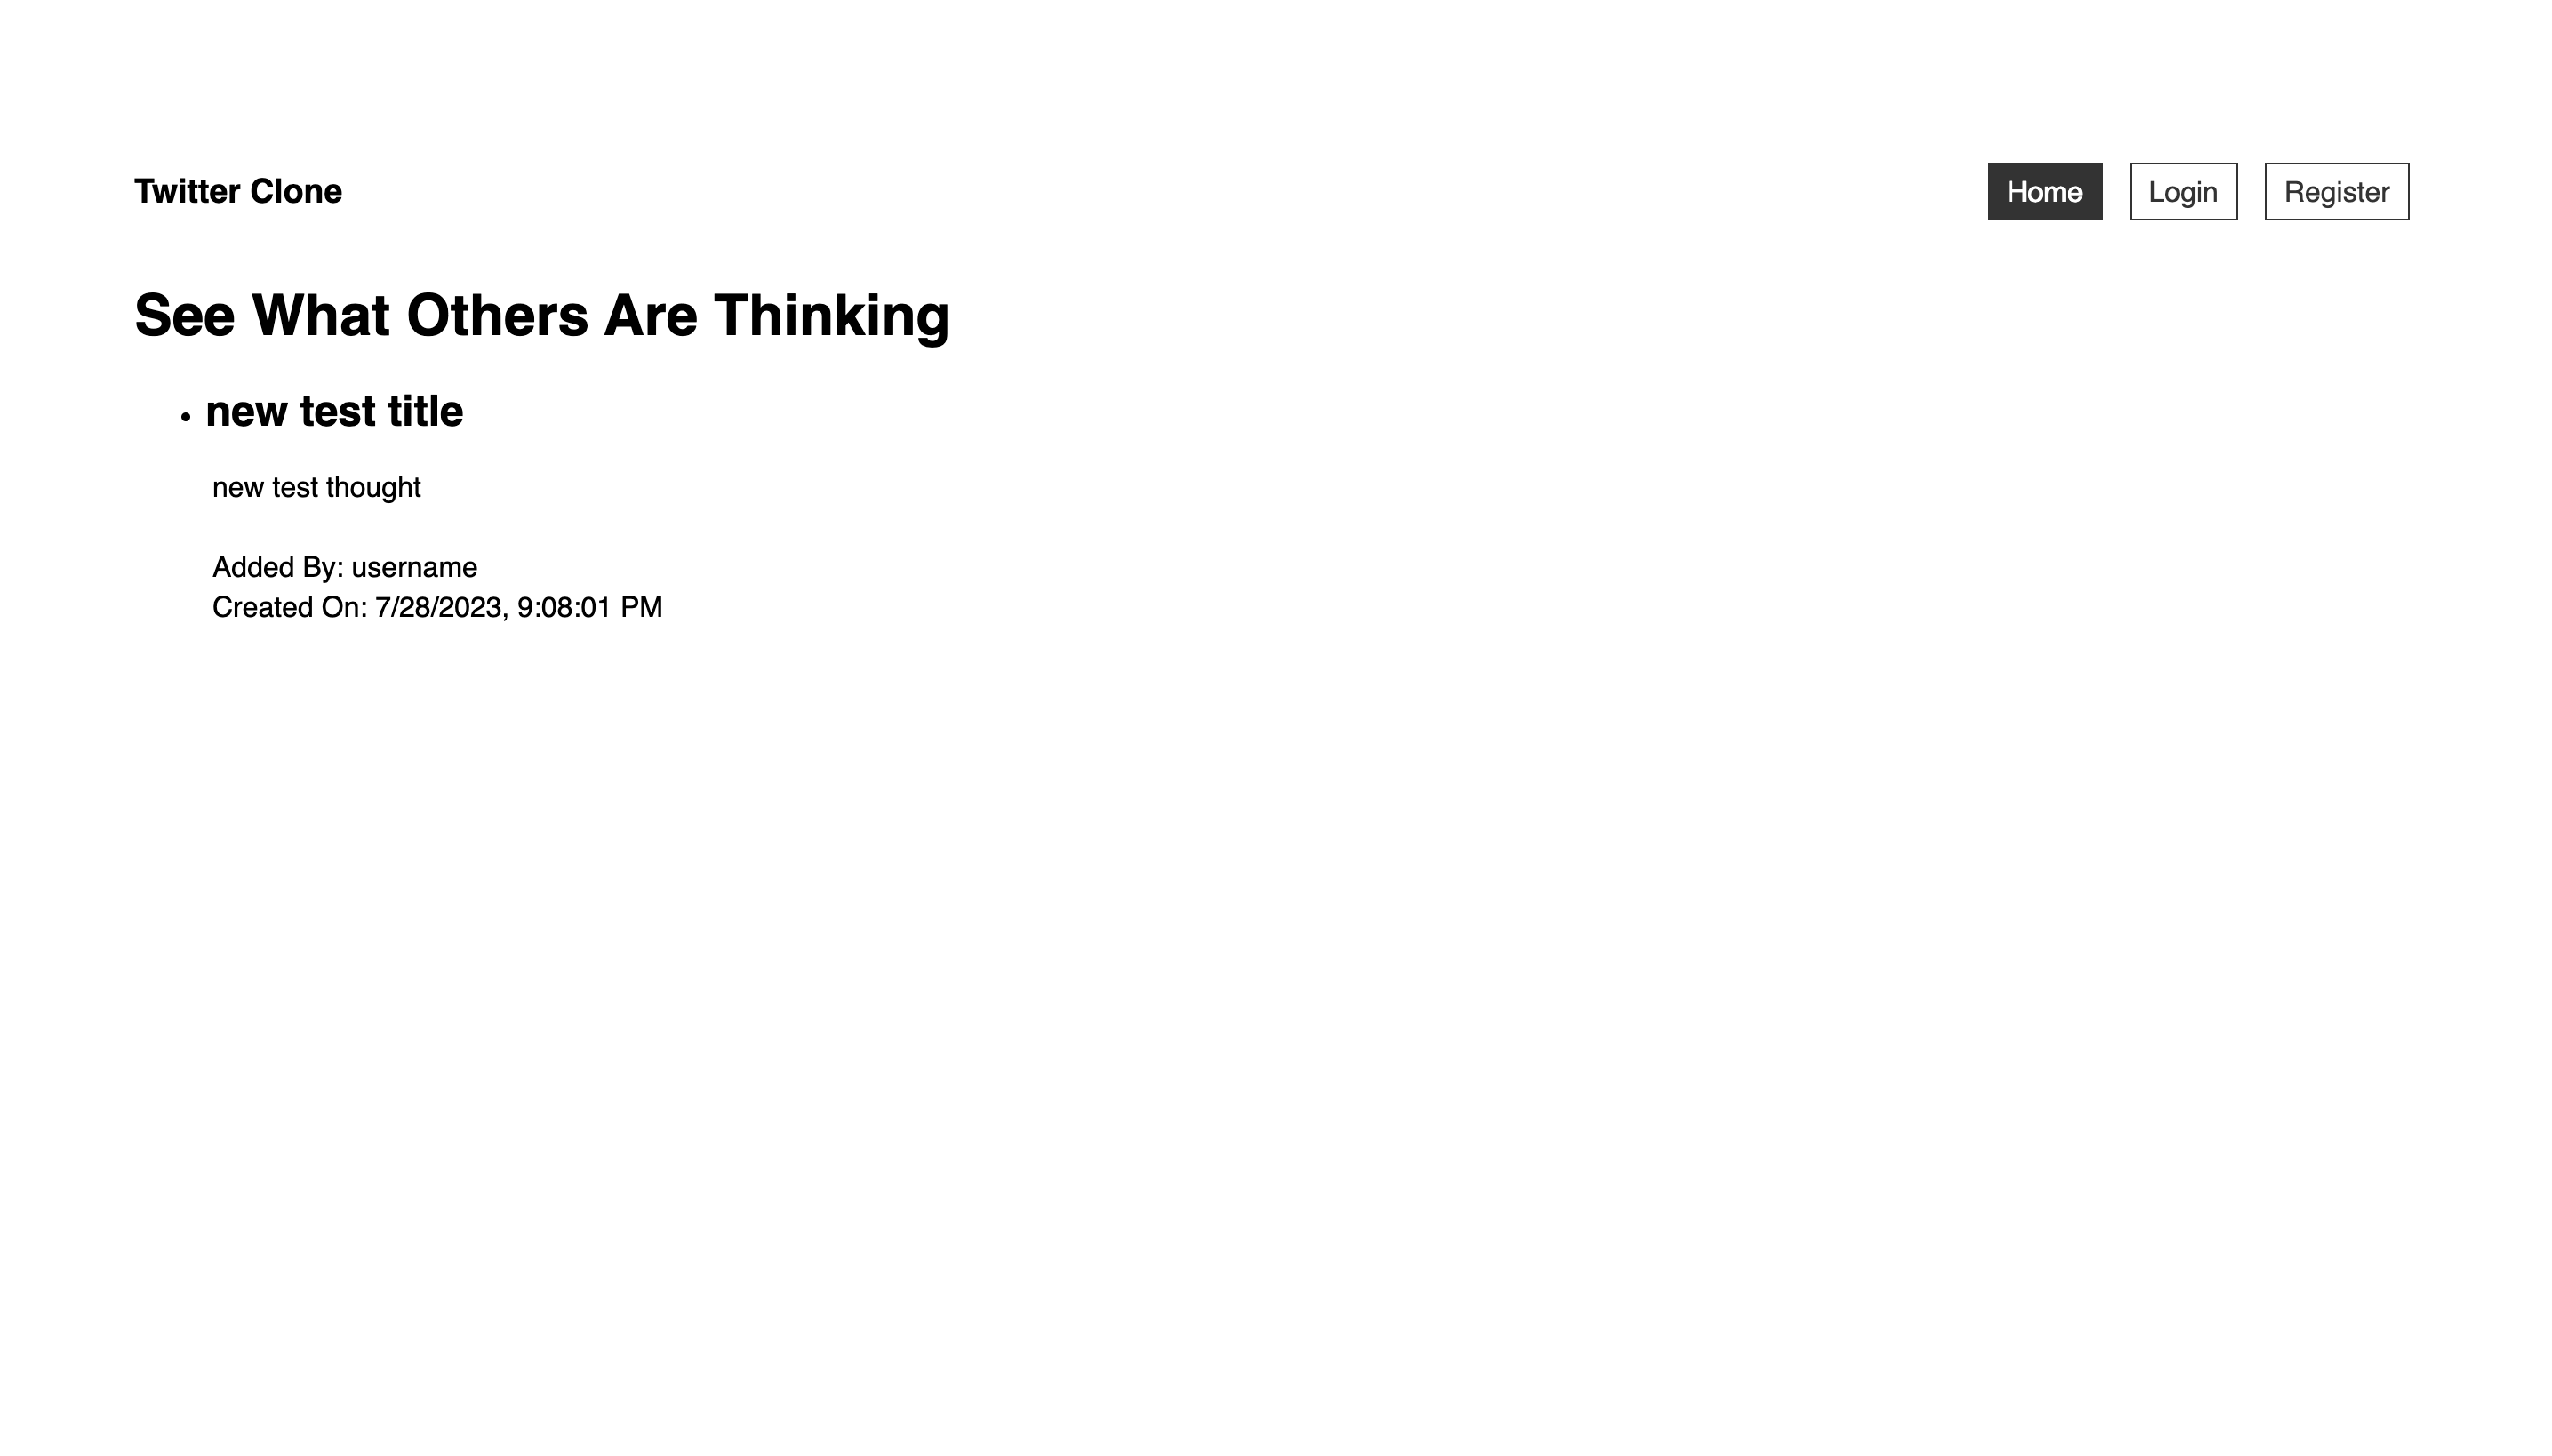 Twitter Clone
Home Login Register
See What Others Are Thinking
new test title
new test thought
Added By: username
Created On: 7/28/2023, 9:08:01 PM